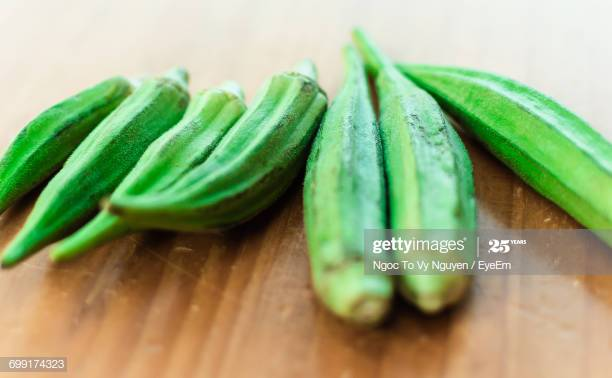 gettyimages®
25 YEARS
Ngoc To Vy Nguyen / EyeEm
699174323